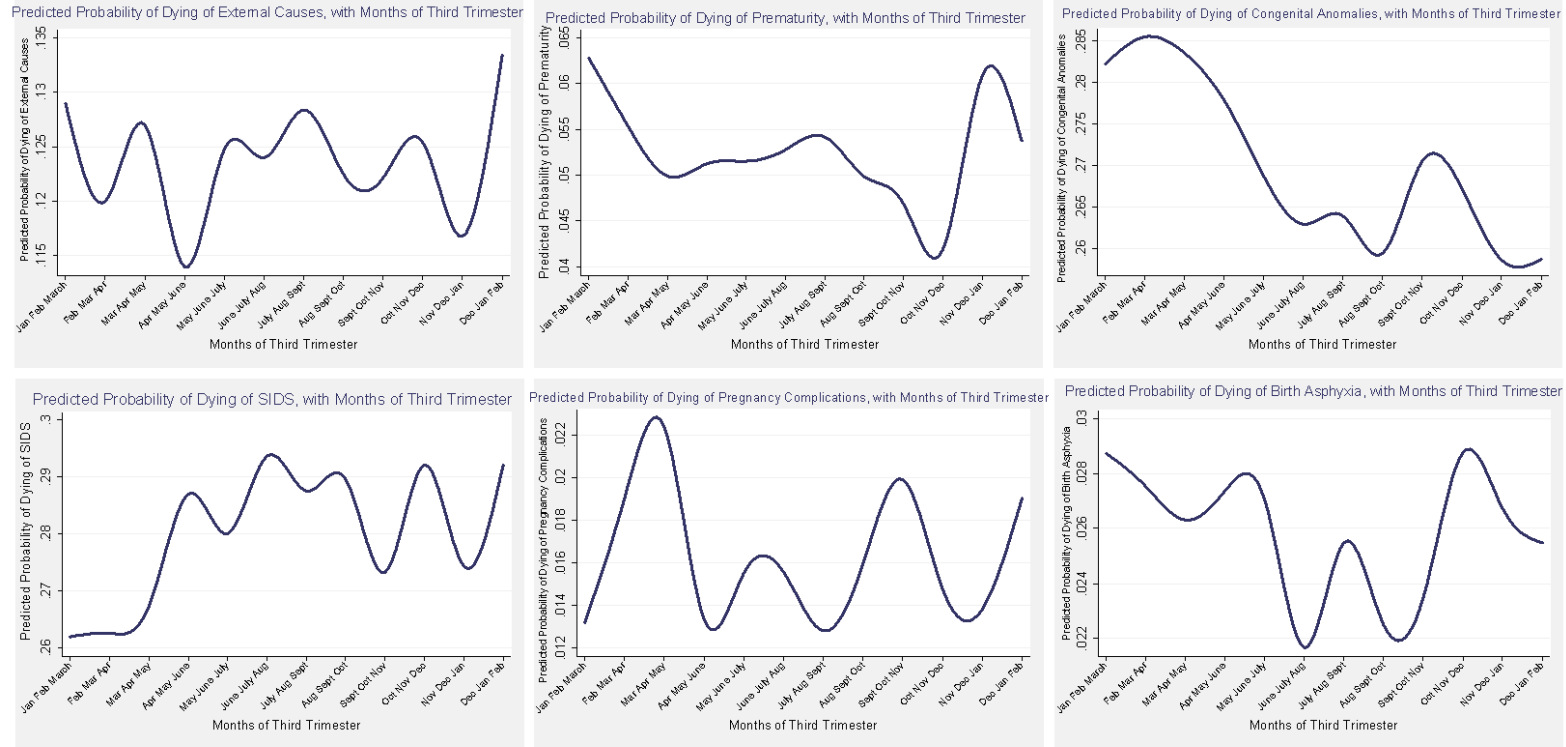 Predicted Probability of Dying of External Causes, with Months of Third Trimester
Predicted Probability of Dying of External Causes
.135
.13
.125
.12
.115
Jan Feb March
Feb Mar Apr
Mar Apr May
Apr May June
May June July
June July Aug
July Aug Sept
Aug Sept Oct
Sept Oct Nov
Oct Nov Dec
Nov Dec Jan
Dec Jan Feb
Months of Third Trimester
Predicted Probability of Dying of Prematurity, with Months of Third Trimester
Predicted Probability of Dying of Prematurity
.065
.06
.055
.05
.045
.04
Jan Feb March
Feb Mar Apr
Mar Apr May
Apr May June
May June July
June July Aug
July Aug Sept
Aug Sept Oct
Sept Oct Nov
Oct Nov Dec
Nov Dec Jan
Dec Jan Feb
Months of Third Trimester
Predicted Probability of Dying of Congenital Anomalies, with Months of Third Trimester
Predicted Probability of Dying of Congenital Anomalies
.285
.28
.275
.27
.265
.26
Jan Feb March
Feb Mar Apr
Mar Apr May
Apr May June
May June July
June July Aug
July Aug Sept
Aug Sept Oct
Sept Oct Nov
Oct Nov Dec
Nov Dec Jan
Dec Jan Feb
Months of Third Trimester
Predicted Probability of Dying of SIDS, with Months of Third Trimester
Predicted Probability of Dying of SIDS
.3
.29
.28
.27
.26
Jan Feb March
Feb Mar Apr
Mar Apr May
Apr May June
May June July
June July Aug
July Aug Sept
Aug Sept Oct
Sept Oct Nov
Oct Nov Dec
Nov Dec Jan
Dec Jan Feb
Months of Third Trimester
Predicted Probability of Dying of Pregnancy Complications, with Months of Third Trimester
Predicted Probability of Dying of Pregnancy Complications
.022
.02
.018
.016
.014
.012
Jan Feb March
Feb Mar Apr
Mar Apr May
Apr May June
May June July
June July Aug
July Aug Sept
Aug Sept Oct
Sept Oct Nov
Oct Nov Dec
Nov Dec Jan
Dec Jan Feb
Months of Third Trimester
Predicted Probability of Dying of Birth Asphyxia, with Months of Third Trimester
Predicted Probability of Dying of Birth Asphyxia
.03
.028
.026
.024
.022
Jan Feb March
Feb Mar Apr
Mar Apr May
Apr May June
May June July
June July Aug
July Aug Sept
Aug Sept Oct
Sept Oct Nov
Oct Nov Dec
Nov Dec Jan
Dec Jan Feb
Months of Third Trimester